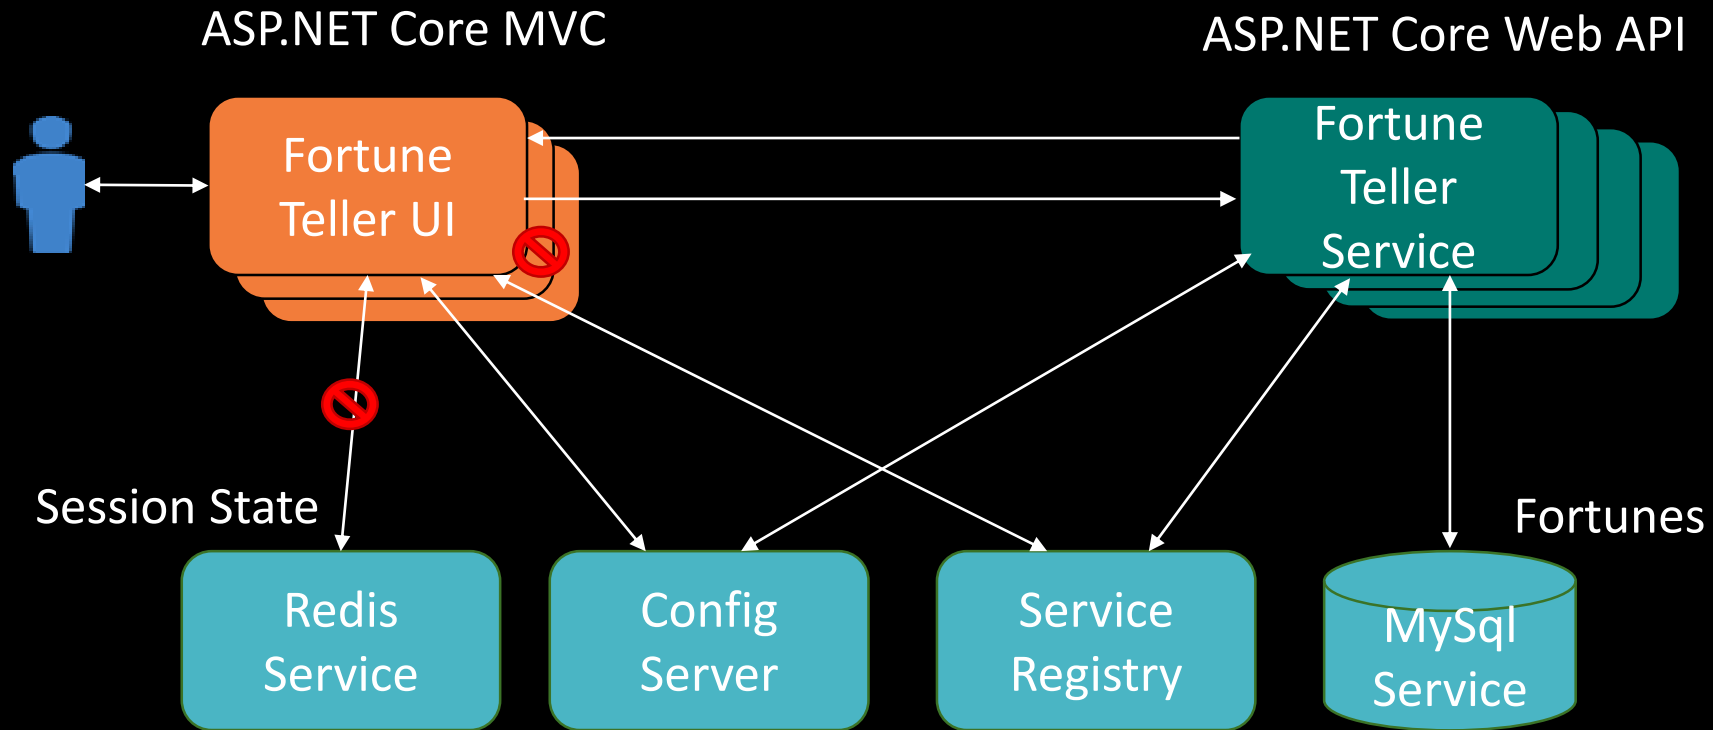 ASP.NET Core MVC
ASP.NET Core Web API
Fortune
Teller UI
Fortune
Teller
Service
Session State
Fortunes
Redis
Service
Config
Server
Service
Registry
MySql
Service